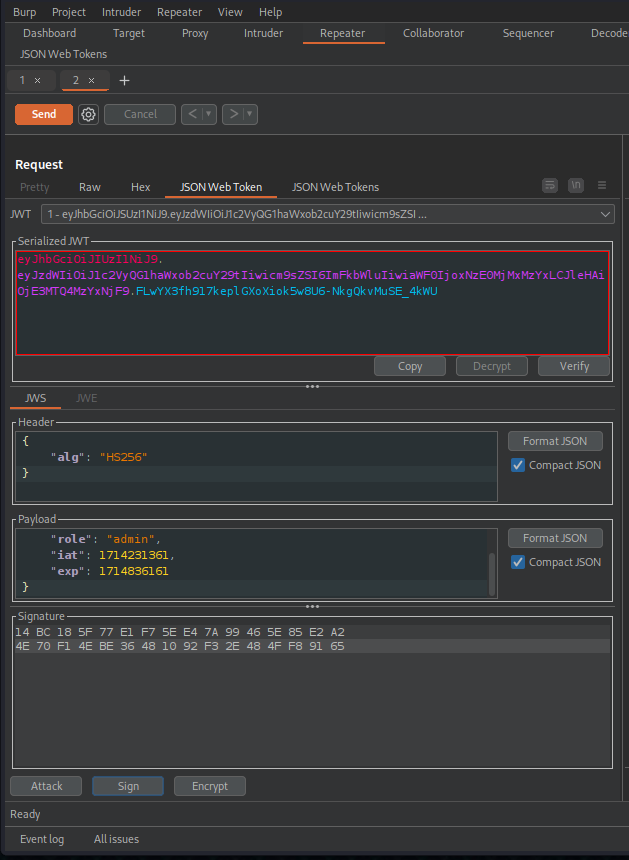 Burp Project Intruder Repeater View Help
Dashboard Target Proxy Intruder Repeater Collaborator Sequencer Decode
JSON Web Tokens
1 × 2 × +
Send Cancel < ▾ > ▾
Request
Pretty Raw Hex JSON Web Token JSON Web Tokens \n
JWT 1 - eyJhbGciOiJIUzI1NiJ9.eyJzdWIiOiJ1c2VyQG1haWxob2cuY29tIiwicm9sZSI ...
Serialized JWT
eyJhbGciOiJIUzI1NiJ9.
eyJzdWIiOiJ1c2VyQG1haWxob2cuY29tIiwicm9sZSI6ImFkbWluIiwiaWF0IjoxNzE0MjMxMzYxLCJleHAi
OjE3MTQ4MzYxNjF9.FLwYX3fh917keplGXoXiok5w8U6-NkgQkvMuSE_4kWU
Copy Decrypt Verify
JWS JWE
Header
{
"alg": "HS256"
}
Format JSON
Compact JSON
Payload
"role": "admin",
"iat": 1714231361,
"exp": 1714836161
}
Format JSON
Compact JSON
Signature
14 BC 18 5F 77 E1 F7 5E E4 7A 99 46 5E 85 E2 A2
4E 70 F1 4E BE 36 48 10 92 F3 2E 48 4F F8 91 65
Attack Sign Encrypt
Ready
Event log All issues